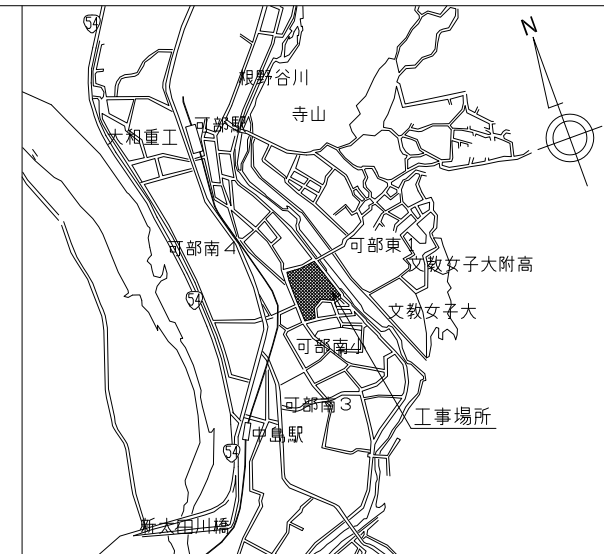 54
N
根野谷川
寺山
大和重工
可部駅
可部東1
可部南4
文教女子大附高
54
文教女子大
可部南
可部南3
工事場所
中島駅
54
新太田川橋